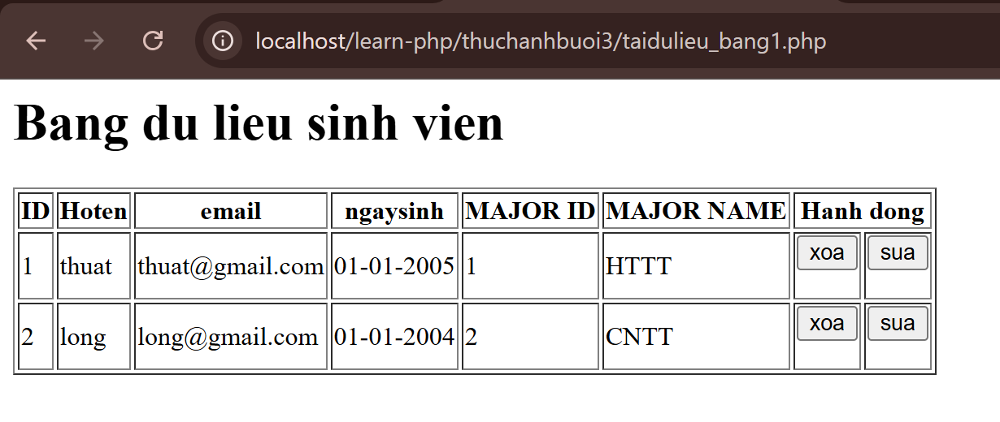 localhost/learn-php/thuchanhbuoi3/taidulieu_bang1.php
Bang du lieu sinh vien
ID Hoten email ngaysinh MAJOR ID MAJOR NAME Hanh dong
1 thuat thuat@gmail.com 01-01-2005 1 HTTT xoa sua
2 long long@gmail.com 01-01-2004 2 CNTT xoa sua